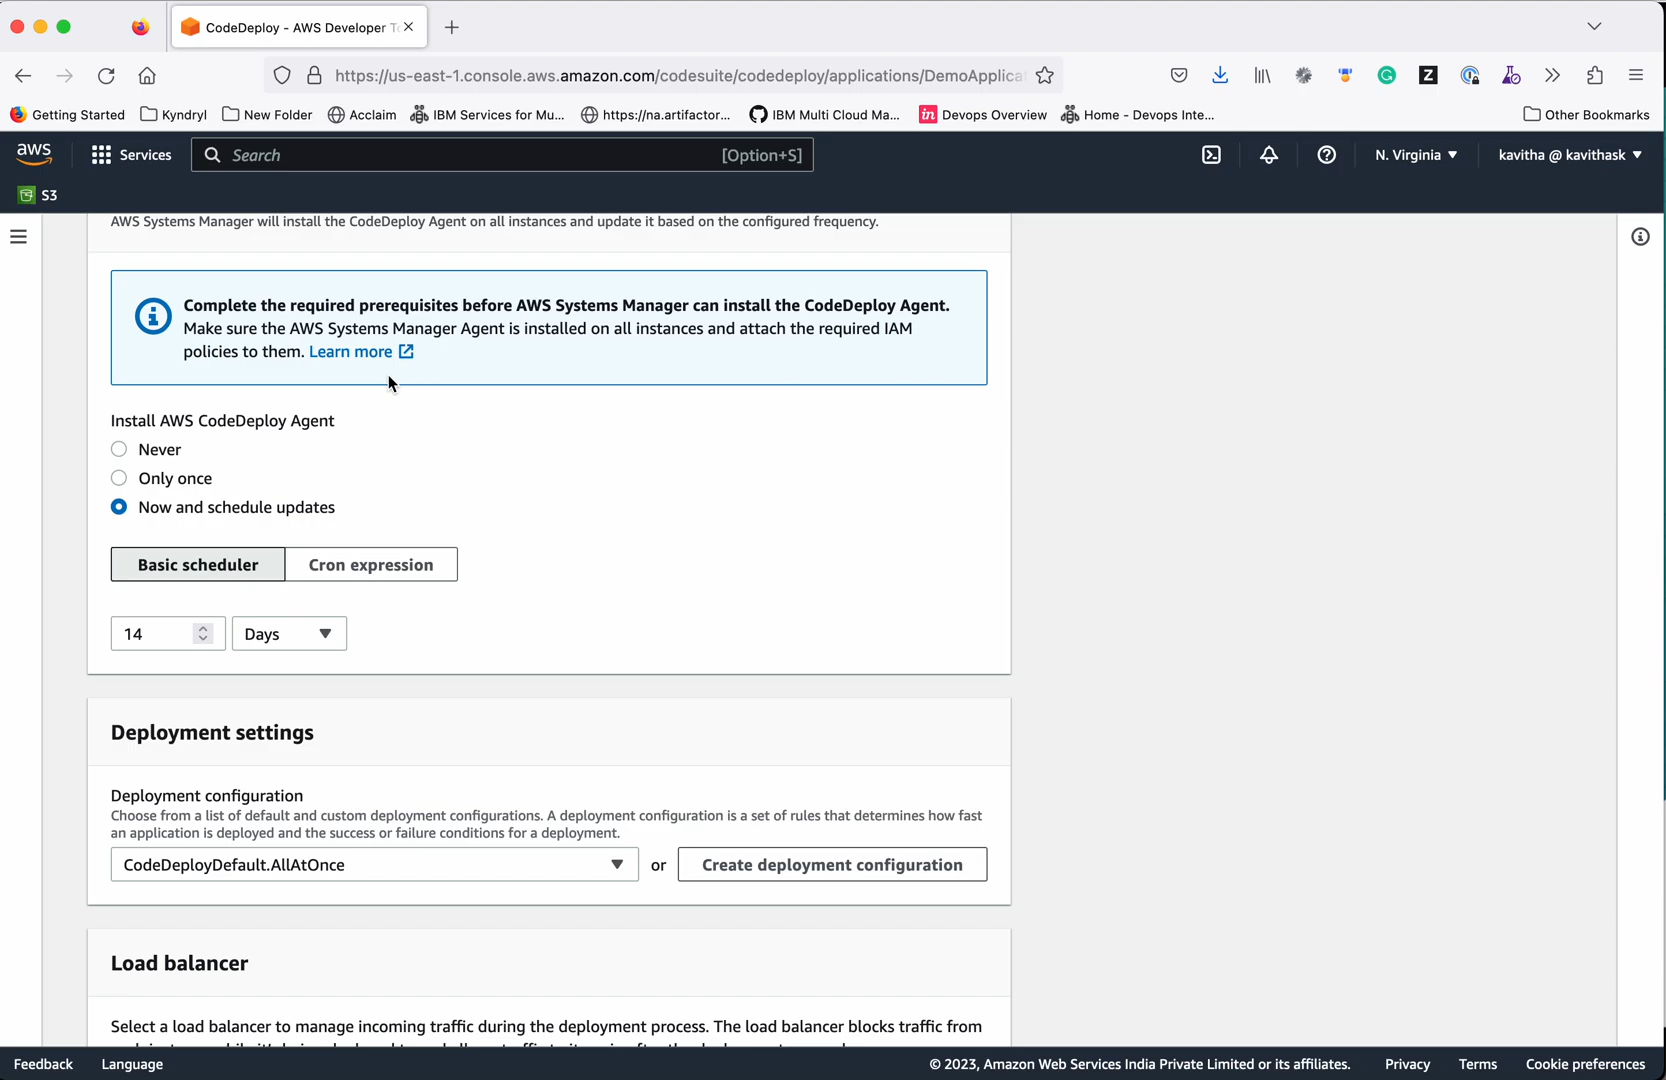 CodeDeploy - AWS Developer T
https://us-east-1.console.aws.amazon.com/codesuite/codedeploy/applications/DemoApplica
Getting Started
Kyndryl
New Folder
Acclaim
IBM Services for Mu...
https://na.artifactor...
IBM Multi Cloud Ma...
in
Devops Overview
Home - Devops Inte...
Other Bookmarks
aws
Services
Search
[Option+S]
N. Virginia
kavitha @ kavithask
S3
AWS Systems Manager will install the CodeDeploy Agent on all instances and update it based on the configured frequency.
Complete the required prerequisites before AWS Systems Manager can install the CodeDeploy Agent.
Make sure the AWS Systems Manager Agent is installed on all instances and attach the required IAM
policies to them. Learn more
Install AWS CodeDeploy Agent
Never
Only once
Now and schedule updates
Basic scheduler
Cron expression
14
Days
Deployment settings
Deployment configuration
Choose from a list of default and custom deployment configurations. A deployment configuration is a set of rules that determines how fast
an application is deployed and the success or failure conditions for a deployment.
CodeDeployDefault.AllAtOnce
or
Create deployment configuration
Load balancer
Select a load balancer to manage incoming traffic during the deployment process. The load balancer blocks traffic from
Feedback
Language
© 2023, Amazon Web Services India Private Limited or its affiliates.
Privacy
Terms
Cookie preferences